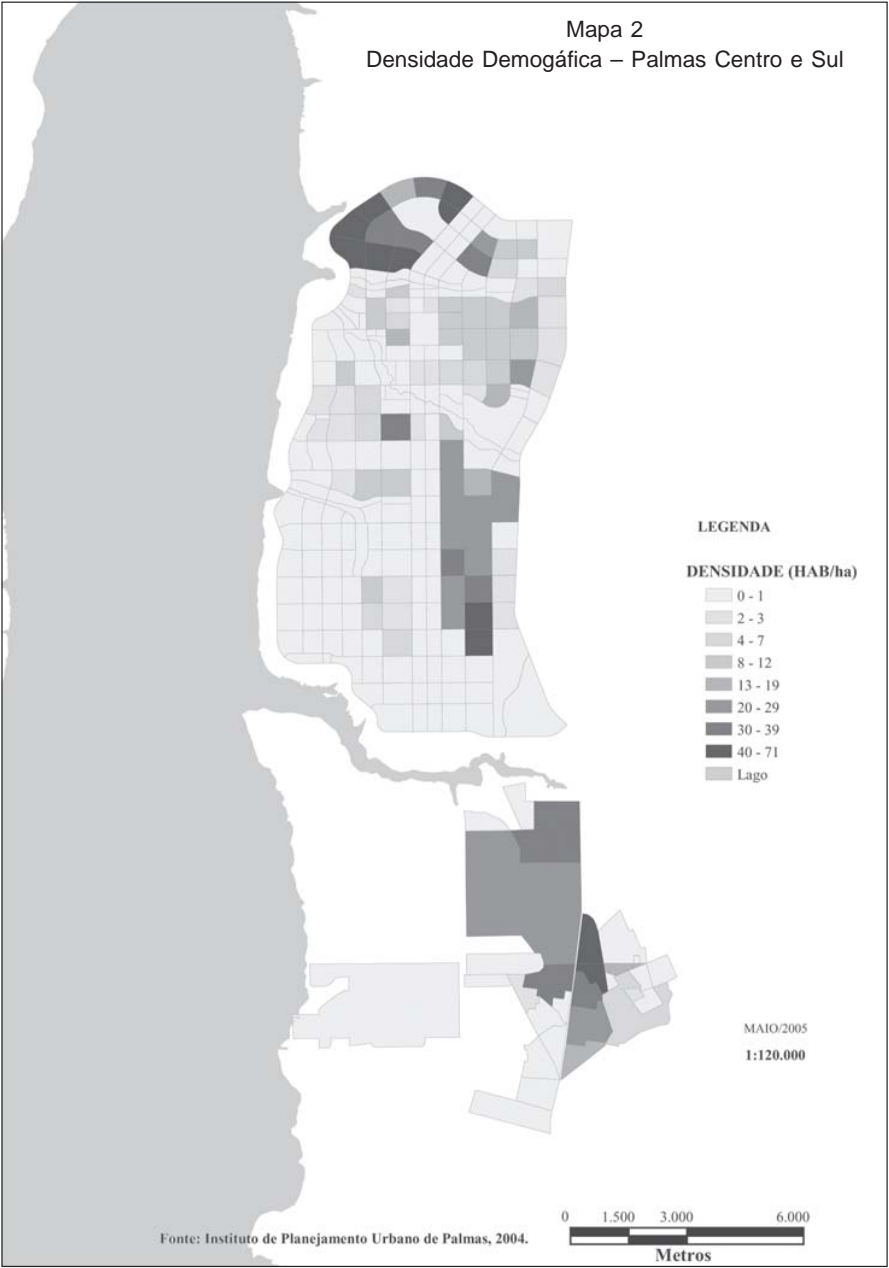 Mapa 2
Densidade Demogáfica – Palmas Centro e Sul
LEGENDA
DENSIDADE (HAB/ha)
0 - 1
2 - 3
4 - 7
8 - 12
13 - 19
20 - 29
30 - 39
40 - 71
Lago
MAIO/2005
1:120.000
0 1.500 3.000 6.000
Metros
Fonte: Instituto de Planejamento Urbano de Palmas, 2004.